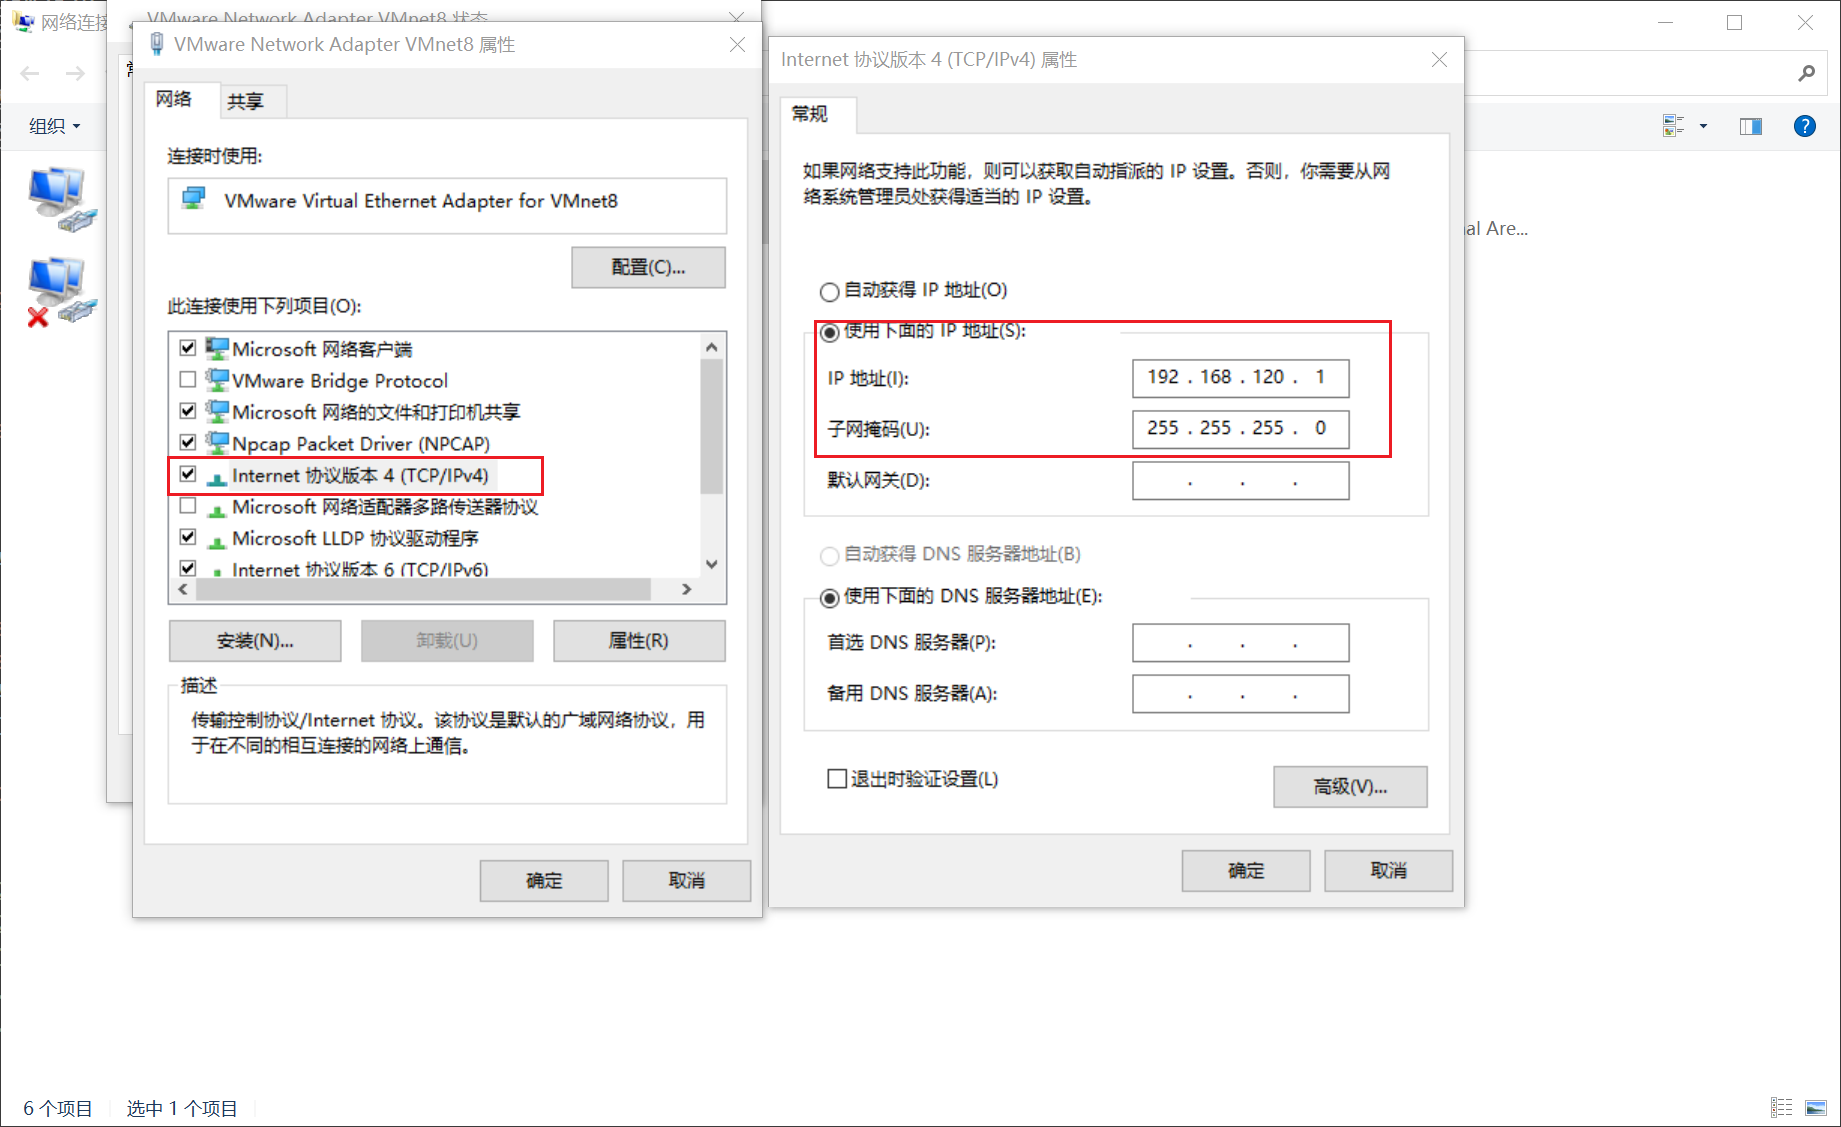 网络连接
VMware Network Adapter VMnet8 状态
VMware Network Adapter VMnet8 属性
网络
共享
连接时使用:
VMware Virtual Ethernet Adapter for VMnet8
配置(C)...
此连接使用下列项目(O):
Microsoft 网络客户端
VMware Bridge Protocol
Microsoft 网络的文件和打印机共享
Npcap Packet Driver (NPCAP)
Internet 协议版本 4 (TCP/IPv4)
Microsoft 网络适配器多路传送器协议
Microsoft LLDP 协议驱动程序
Internet 协议版本 6 (TCP/IPv6)
安装(N)...
卸载(U)
属性(R)
描述
传输控制协议/Internet 协议。该协议是默认的广域网络协议，用
于在不同的相互连接的网络上通信。
确定
取消
Internet 协议版本 4 (TCP/IPv4) 属性
常规
如果网络支持此功能，则可以获取自动指派的 IP 设置。否则，你需要从网
络系统管理员处获得适当的 IP 设置。
自动获得 IP 地址(O)
使用下面的 IP 地址(S):
IP 地址(I):
192 . 168 . 120 . 1
子网掩码(U):
255 . 255 . 255 . 0
默认网关(D):
. . .
自动获得 DNS 服务器地址(B)
使用下面的 DNS 服务器地址(E):
首选 DNS 服务器(P):
. . .
备用 DNS 服务器(A):
. . .
退出时验证设置(L)
高级(V)...
确定
取消
组织
al Are...
6 个项目
选中 1 个项目